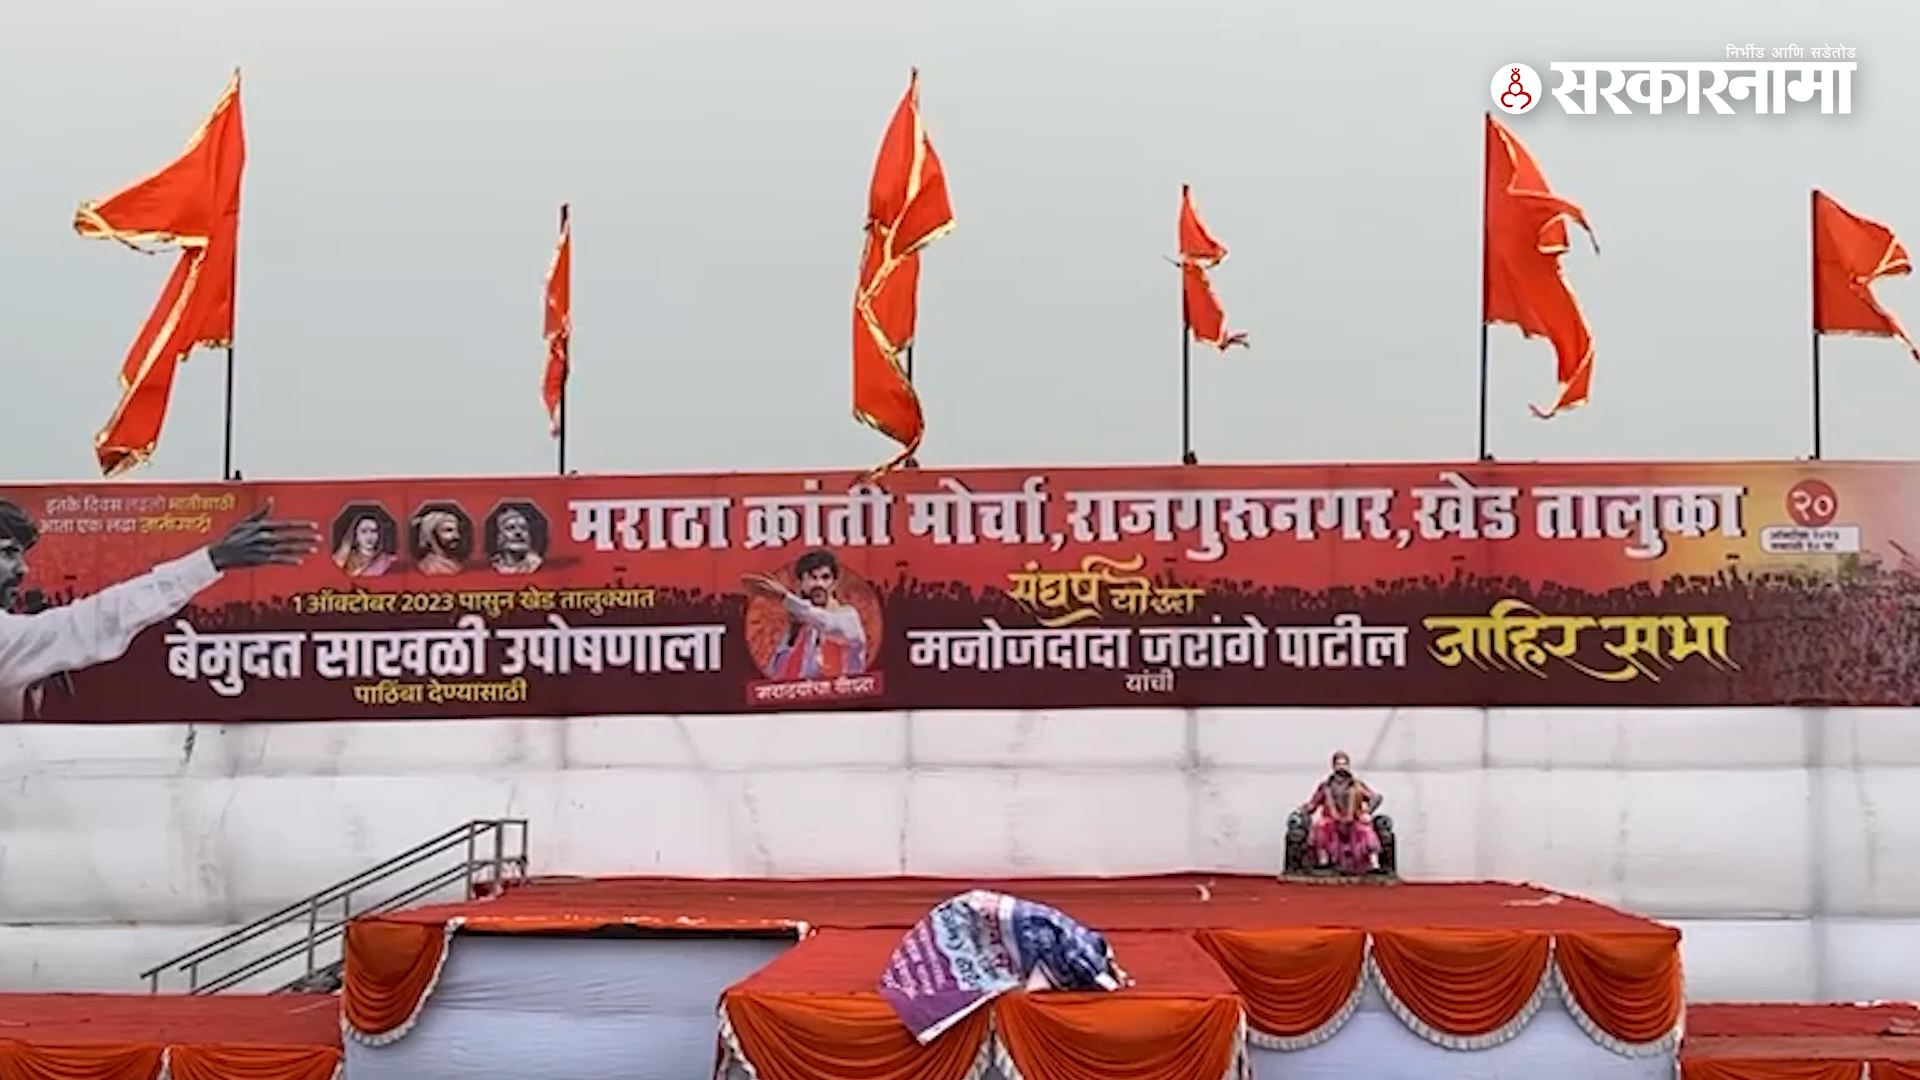 निर्भीड आणि सडेतोड
सरकारनामा
इतके दिवस लढलो मातीसाठी
आता एक लढा जातीसाठी
मराठा क्रांती मोर्चा,राजगुरूनगर,खेड तालुका
२०
1 ऑक्टोबर 2023 पासुन खेड तालुक्यात
बेमुदत साखळी उपोषणाला
पाठिंबा देण्यासाठी
मराठ्यांचा योध्दा
संघर्ष योध्दा
मनोजदादा जरांगे पाटील जाहिर सभा
यांची